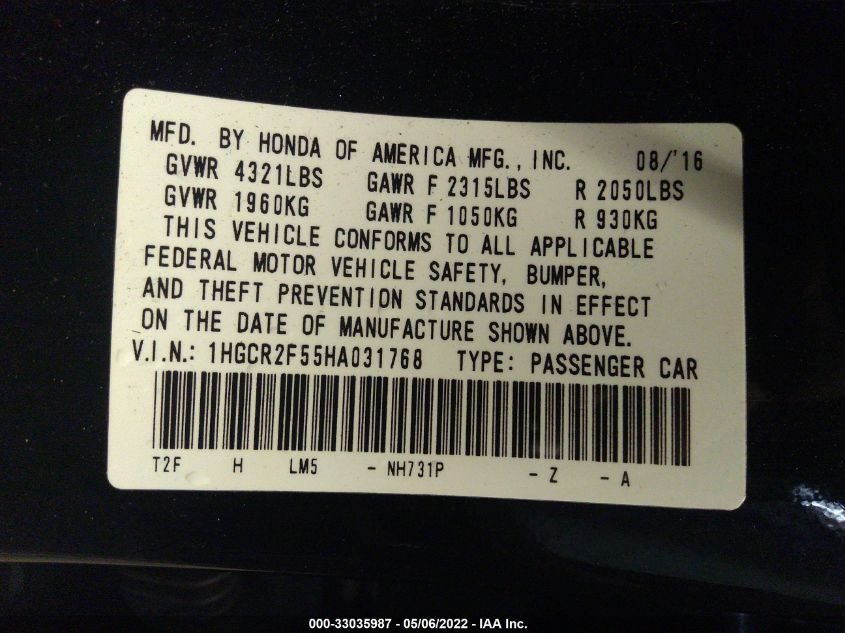 MFD. BY HONDA OF AMERICA MFG., INC. 08/'16
GVWR 4321LBS GAWR F 2315LBS R 2050LBS
GVWR 1960KG GAWR F 1050KG R 930KG
THIS VEHICLE CONFORMS TO ALL APPLICABLE
FEDERAL MOTOR VEHICLE SAFETY, BUMPER,
AND THEFT PREVENTION STANDARDS IN EFFECT
ON THE DATE OF MANUFACTURE SHOWN ABOVE.
V.I.N.: 1HGCR2F55HA031768 TYPE: PASSENGER CAR
T2F H LM5 - NH731P - Z - A
000-33035987 - 05/06/2022 - IAA Inc.